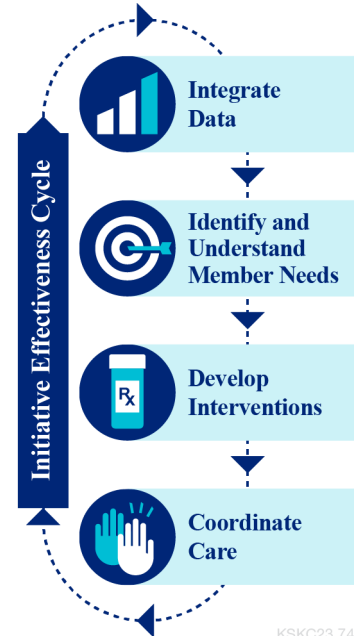 Initiative Effectiveness Cycle
Integrate
Data
Identify and
Understand
Member Needs
Rx
Develop
Interventions
Coordinate
Care